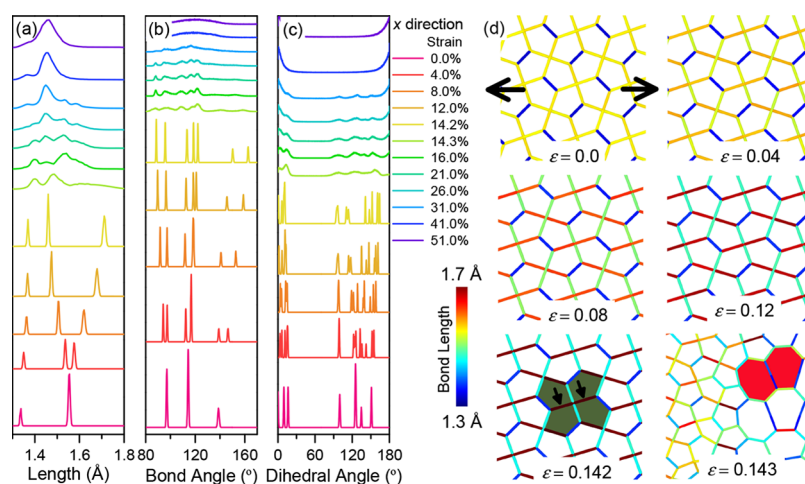 (a)
(b)
(c)
x direction
Strain
0.0%
4.0%
8.0%
12.0%
14.2%
14.3%
16.0%
21.0%
26.0%
31.0%
41.0%
51.0%
1.4 1.6 1.8
Length (Å)
80 120 160
Bond Angle (°)
0 60 120 180
Dihedral Angle (°)
(d)
ε = 0.0
ε = 0.04
ε = 0.08
ε = 0.12
ε = 0.142
ε = 0.143
1.7 Å
Bond Length
1.3 Å